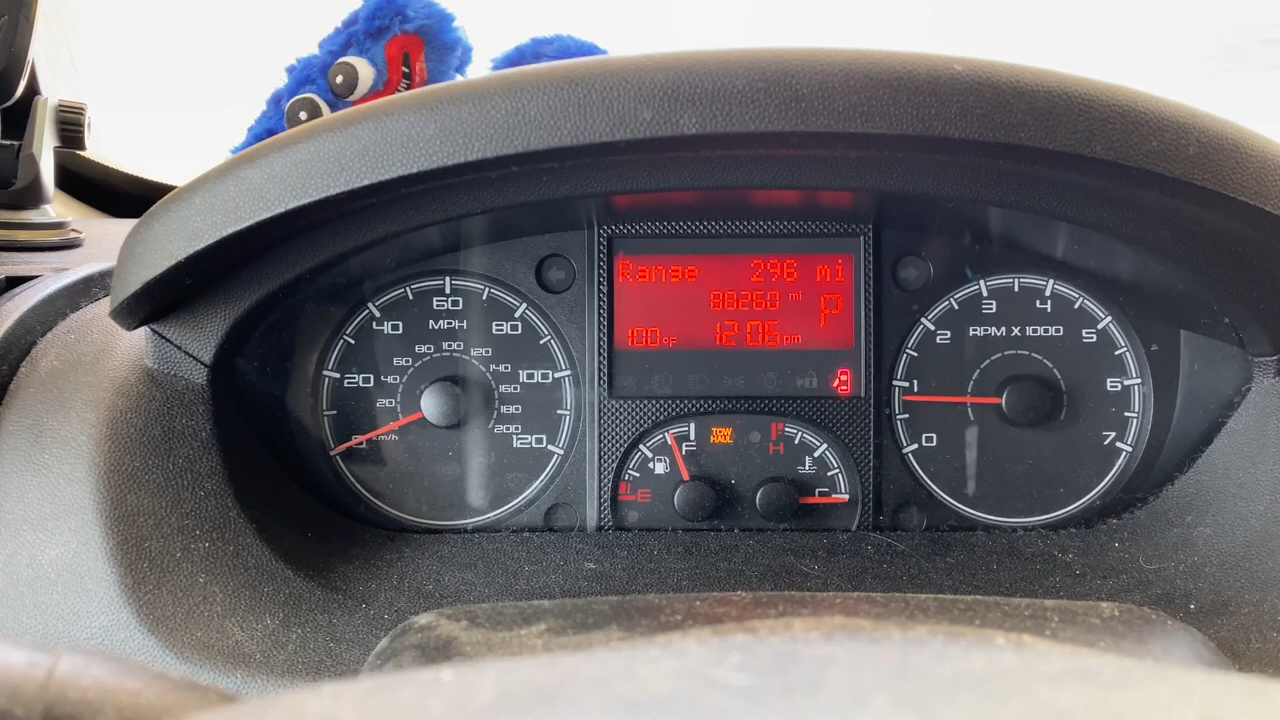 Range 296 mi
88260 mi P
100°F 12:06 pm
MPH
0 20 40 60 80 100 120
20 40 60 80 100 120 140 160 180 200
km/h
RPM X 1000
0 1 2 3 4 5 6 7
E F
TOW
HAUL
H C